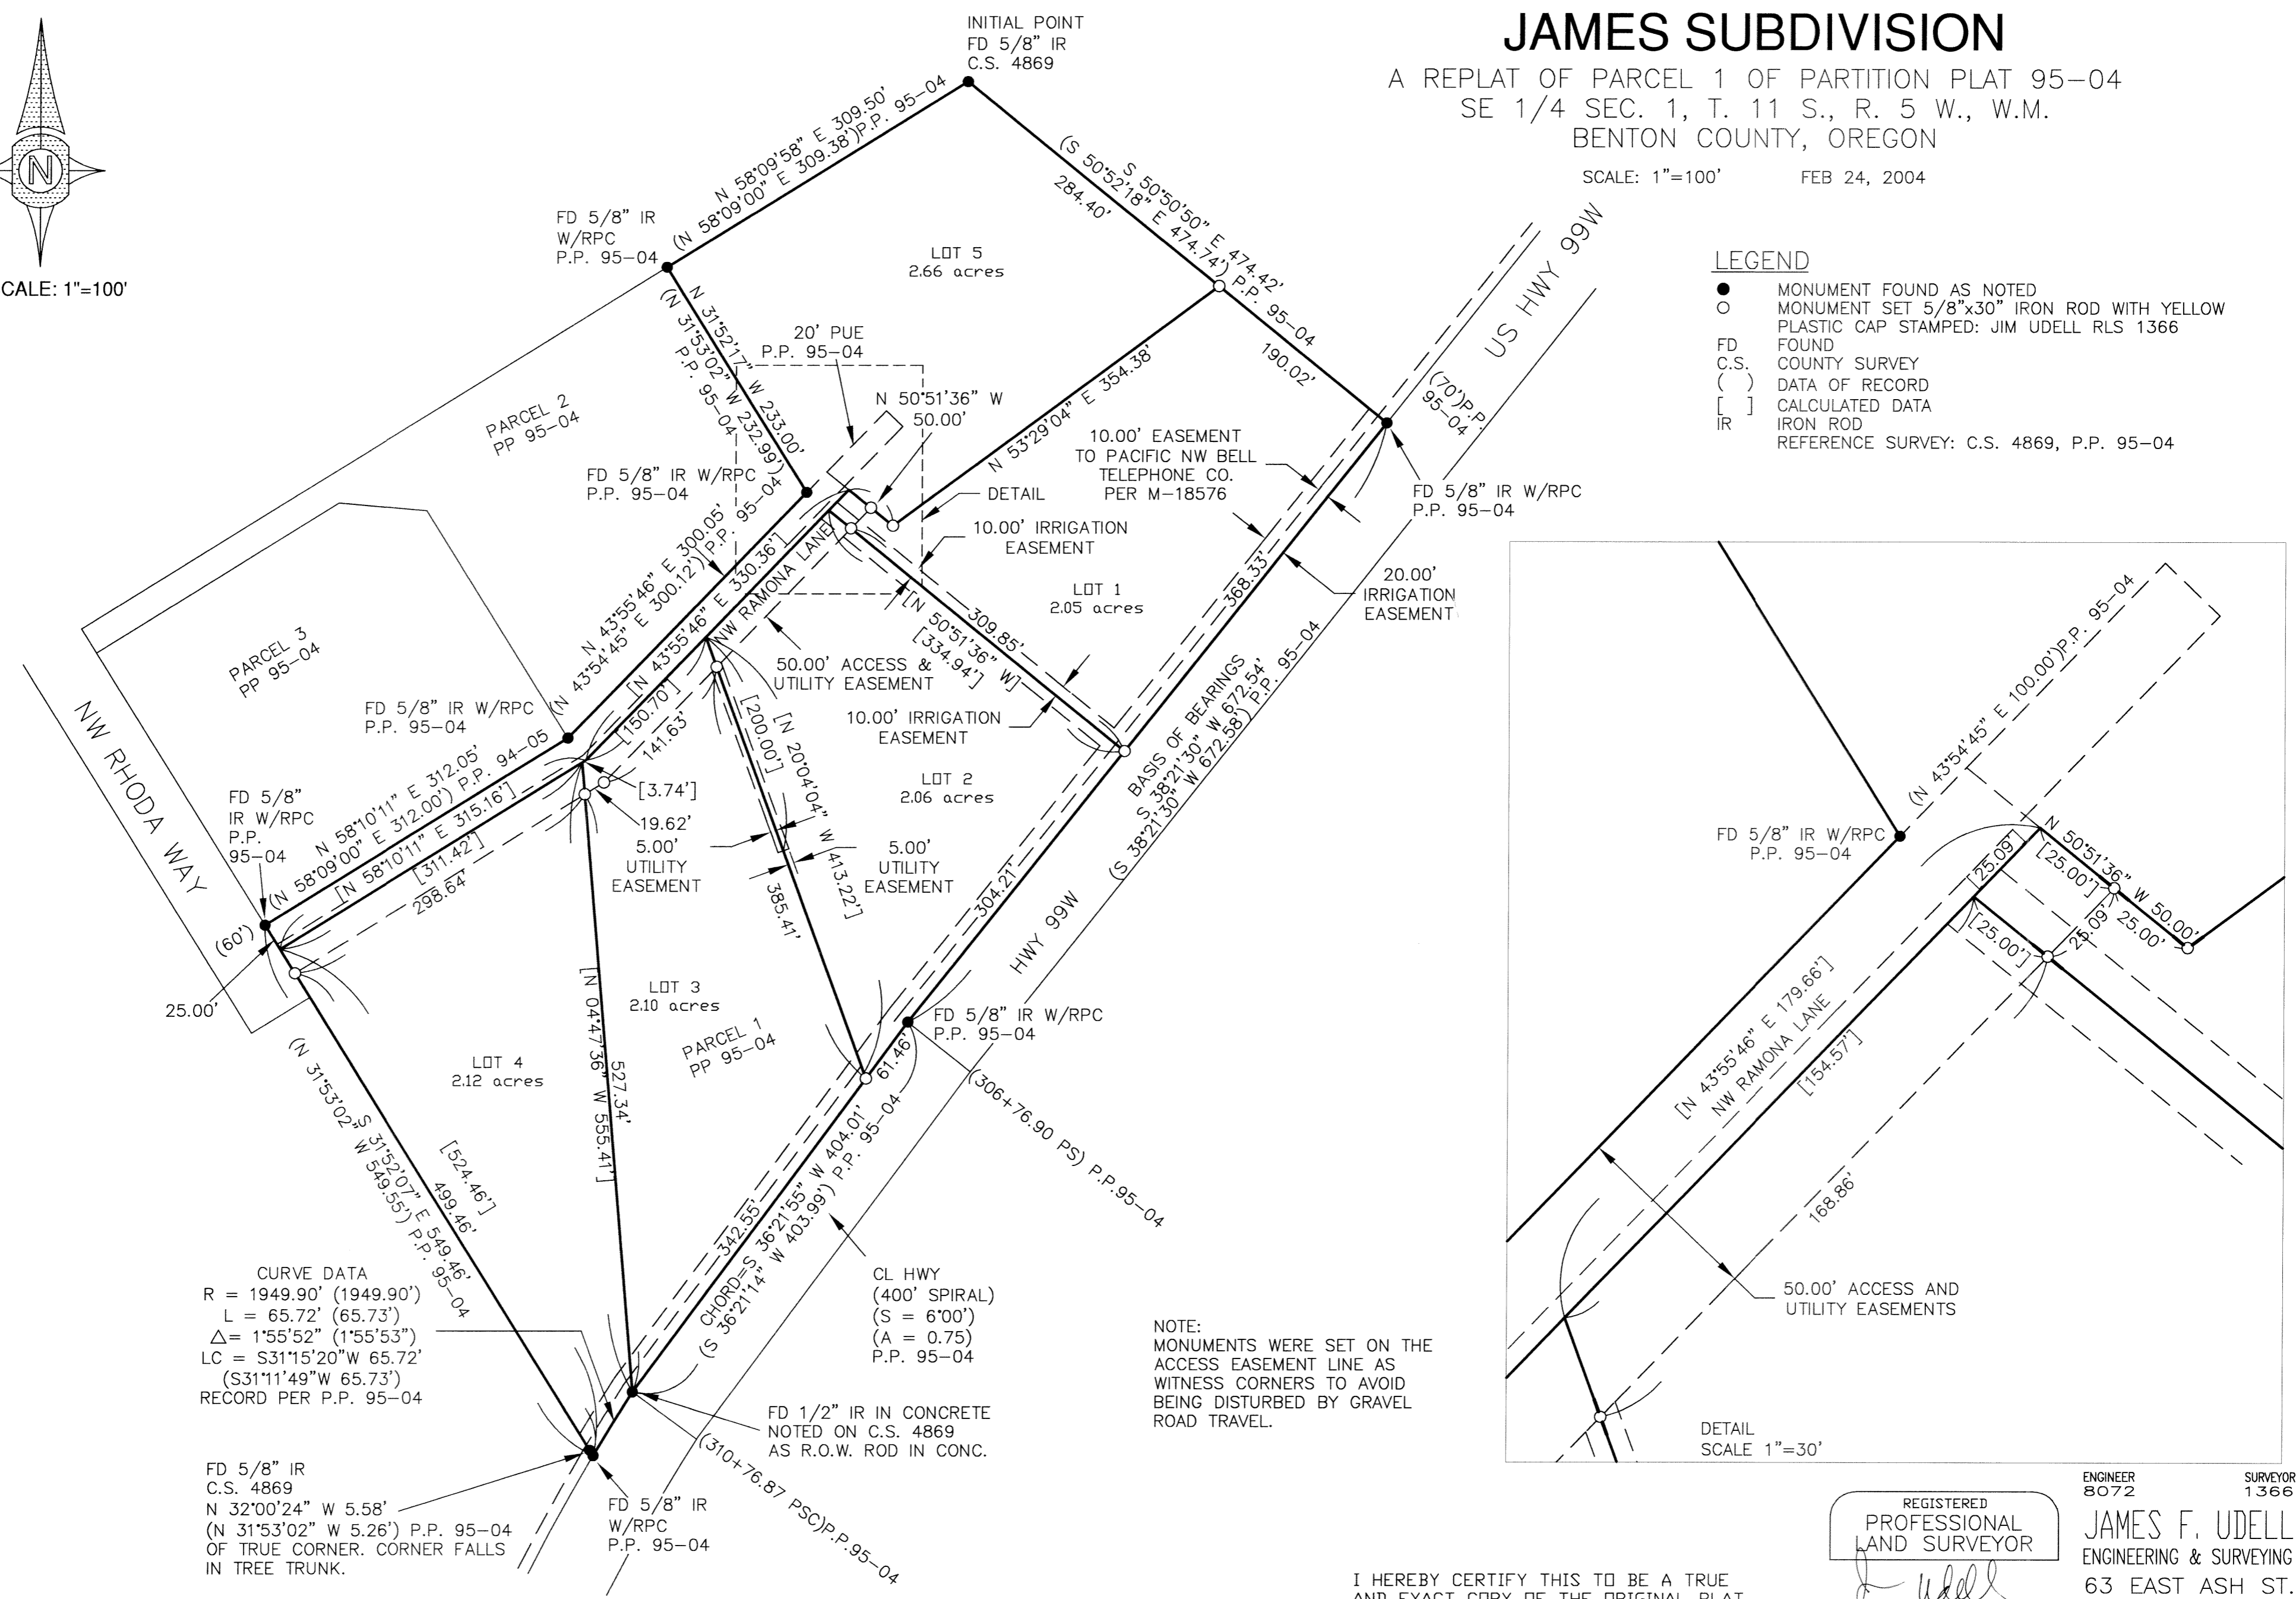 JAMES SUBDIVISION
A REPLAT OF PARCEL 1 OF PARTITION PLAT 95-04
SE 1/4 SEC. 1, T. 11 S., R. 5 W., W.M.
BENTON COUNTY, OREGON
SCALE: 1"=100' FEB 24, 2004
N
CALE: 1"=100'
INITIAL POINT
FD 5/8" IR
C.S. 4869
N 58°09'58" E 309.50'
(N 58°09'00" E 309.38')P.P. 95-04
S 50°50'50" E 474.42'
(S 50°52'18" E 474.74') P.P. 95-04
284.40'
190.02'
FD 5/8" IR
W/RPC
P.P. 95-04
LOT 5
2.66 acres
N 31°52'17" W 233.00'
(N 31°53'02" W 232.99')
P.P. 95-04
20' PUE
P.P. 95-04
N 50°51'36" W
50.00'
N 53°29'04" E 354.38'
US HWY 99W
(70')P.P.
95-04
LEGEND
MONUMENT FOUND AS NOTED
MONUMENT SET 5/8"x30" IRON ROD WITH YELLOW
PLASTIC CAP STAMPED: JIM UDELL RLS 1366
FD FOUND
C.S. COUNTY SURVEY
( ) DATA OF RECORD
[ ] CALCULATED DATA
IR IRON ROD
REFERENCE SURVEY: C.S. 4869, P.P. 95-04
PARCEL 2
PP 95-04
FD 5/8" IR W/RPC
P.P. 95-04
DETAIL
10.00' IRRIGATION
EASEMENT
10.00' EASEMENT
TO PACIFIC NW BELL
TELEPHONE CO.
PER M-18576
FD 5/8" IR W/RPC
P.P. 95-04
20.00'
IRRIGATION
EASEMENT
LOT 1
2.05 acres
368.33'
309.85'
[N 50°51'36" W]
[334.94']
N 43°55'46" E 300.05'
(N 43°54'45" E 300.12')P.P. 95-04
[N 43°55'46" E 330.36']
NW RAMONA LANE
PARCEL 3
PP 95-04
50.00' ACCESS &
UTILITY EASEMENT
10.00' IRRIGATION
EASEMENT
BASIS OF BEARINGS
S 38°21'30" W 672.54'
(S 38°21'30" W 672.58') P.P. 95-04
FD 5/8" IR W/RPC
P.P. 95-04
[150.70']
141.63'
[200.00']
[N 20°04'04" W 413.22']
385.41'
LOT 2
2.06 acres
NW RHODA WAY
FD 5/8"
IR W/RPC
P.P.
95-04
N 58°10'11" E 312.05'
(N 58°09'00" E 312.00') P.P. 94-05
[N 58°10'11" E 315.16']
[311.42']
298.64'
[3.74']
19.62'
5.00'
UTILITY
EASEMENT
5.00'
UTILITY
EASEMENT
304.21'
HWY 99W
(60')
25.00'
LOT 3
2.10 acres
PARCEL 1
PP 95-04
FD 5/8" IR W/RPC
P.P. 95-04
61.46'
(306+76.90 PS) P.P.95-04
LOT 4
2.12 acres
[N 04°47'36" W 555.41']
527.34'
(N 31°53'02" W 549.55') P.P. 95-04
S 31°52'07" E 549.46'
499.46'
[524.46']
342.55'
CHORD=S 36°21'55" W 404.01'
(S 36°21'14" W 403.99') P.P. 95-04
CURVE DATA
R = 1949.90' (1949.90')
L = 65.72' (65.73')
△= 1°55'52" (1°55'53")
LC = S31°15'20"W 65.72'
(S31°11'49"W 65.73')
RECORD PER P.P. 95-04
CL HWY
(400' SPIRAL)
(S = 6°00')
(A = 0.75)
P.P. 95-04
NOTE:
MONUMENTS WERE SET ON THE
ACCESS EASEMENT LINE AS
WITNESS CORNERS TO AVOID
BEING DISTURBED BY GRAVEL
ROAD TRAVEL.
FD 1/2" IR IN CONCRETE
NOTED ON C.S. 4869
AS R.O.W. ROD IN CONC.
(310+76.87 PSC)P.P.95-04
FD 5/8" IR
C.S. 4869
N 32°00'24" W 5.58'
(N 31°53'02" W 5.26') P.P. 95-04
OF TRUE CORNER. CORNER FALLS
IN TREE TRUNK.
FD 5/8" IR
W/RPC
P.P. 95-04
(N 43°54'45" E 100.00')P.P. 95-04
FD 5/8" IR W/RPC
P.P. 95-04
N 50°51'36" W 50.00'
[25.00']
25.00'
[25.09']
25.09'
[25.00']
[N 43°55'46" E 179.66']
NW RAMONA LANE
[154.57']
168.86'
50.00' ACCESS AND
UTILITY EASEMENTS
DETAIL
SCALE 1"=30'
ENGINEER SURVEYOR
8072 1366
REGISTERED
PROFESSIONAL
LAND SURVEYOR
JAMES F. UDELL
ENGINEERING & SURVEYING
63 EAST ASH ST.
I HEREBY CERTIFY THIS TO BE A TRUE
AND EXACT COPY OF THE ORIGINAL PLAT